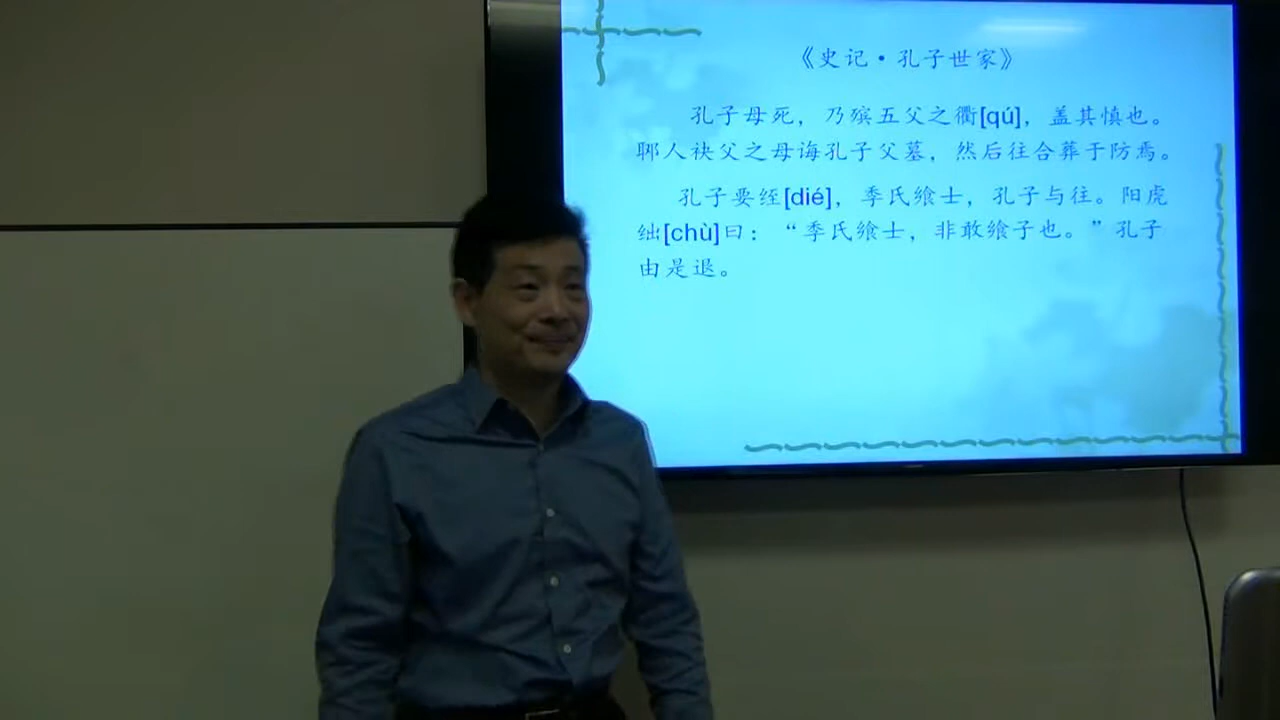 《史记·孔子世家》
孔子母死，乃殡五父之衢[qú]，盖其慎也。
郰人袂父之母诲孔子父墓，然后往合葬于防焉。
孔子要绖[dié]，季氏飨士，孔子与往。阳虎
绌[chù]曰：“季氏飨士，非敢飨子也。”孔子
由是退。